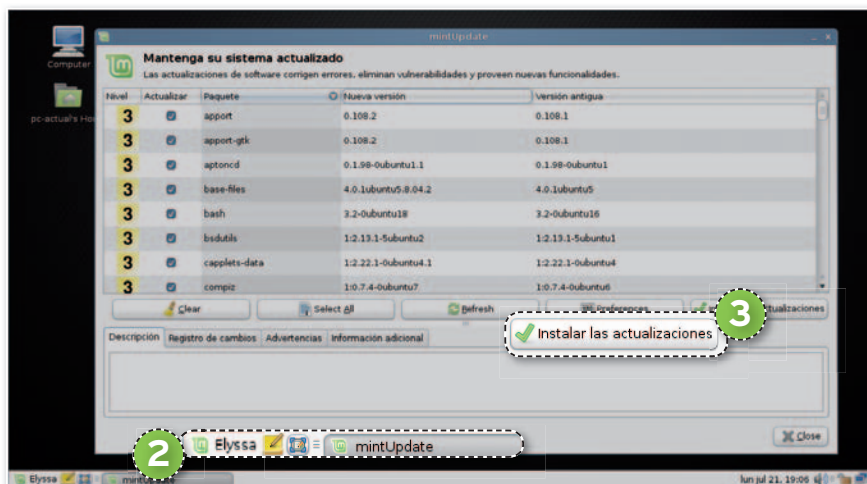 mintUpdate
Computer
Mantenga su sistema actualizado
Las actualizaciones de software corrigen errores, eliminan vulnerabilidades y proveen nuevas funcionalidades.
pc-actual's Ho
Nivel Actualizar Paquete Nueva versión Versión antigua
3 apport 0.108.2 0.108.1
3 apport-gtk 0.108.2 0.108.1
3 aptoncd 0.1.98-0ubuntu1.1 0.1.98-0ubuntu1
3 base-files 4.0.1ubuntu5.8.04.2 4.0.1ubuntu5
3 bash 3.2-0ubuntu18 3.2-0ubuntu16
3 bsdutils 1:2.13.1-5ubuntu2 1:2.13.1-5ubuntu1
3 capplets-data 1:2.22.1-0ubuntu4.1 1:2.22.1-0ubuntu4
3 compiz 1:0.7.4-0ubuntu7 1:0.7.4-0ubuntu6
Clear Select All Refresh Preferences tualizaciones
3
Instalar las actualizaciones
Descripción Registro de cambios Advertencias Información adicional
2
Elyssa mintUpdate
Close
Elyssa mintUpdate lun jul 21, 19:06